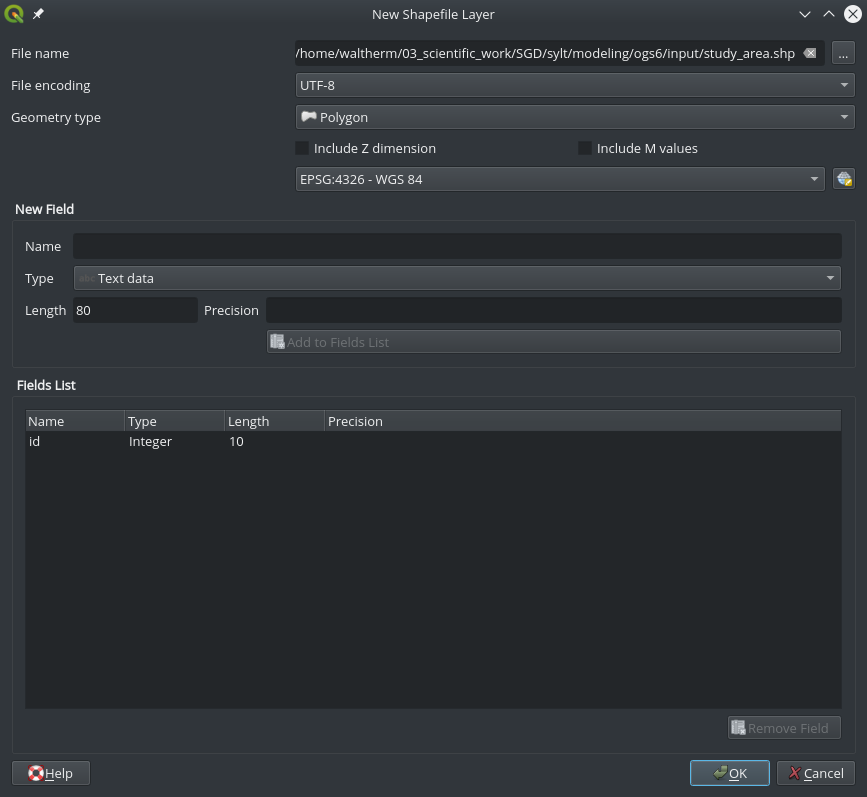 New Shapefile Layer
File name /home/waltherm/03_scientific_work/SGD/sylt/modeling/ogs6/input/study_area.shp ...
File encoding UTF-8
Geometry type Polygon
Include Z dimension Include M values
EPSG:4326 - WGS 84
New Field
Name
Type abc Text data
Length 80 Precision
Add to Fields List
Fields List
Name Type Length Precision
id Integer 10
Remove Field
Help OK Cancel